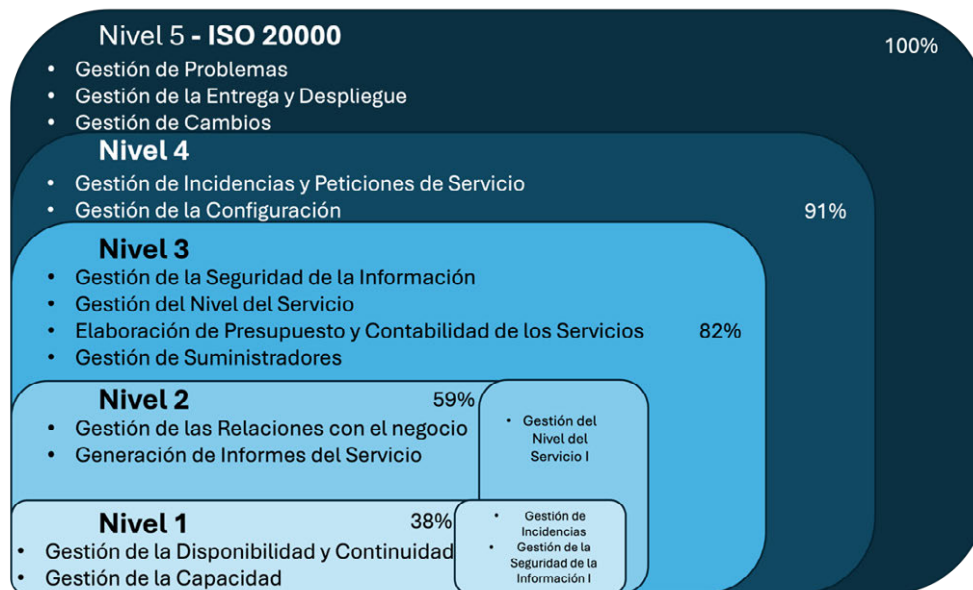 Nivel 5 - ISO 20000
100%
• Gestión de Problemas
• Gestión de la Entrega y Despliegue
• Gestión de Cambios
Nivel 4
• Gestión de Incidencias y Peticiones de Servicio
• Gestión de la Configuración
91%
Nivel 3
• Gestión de la Seguridad de la Información
• Gestión del Nivel del Servicio
• Elaboración de Presupuesto y Contabilidad de los Servicios
82%
• Gestión de Suministradores
Nivel 2
59%
• Gestión de las Relaciones con el negocio
• Generación de Informes del Servicio
• Gestión del
Nivel del
Servicio I
Nivel 1
38%
• Gestión de la Disponibilidad y Continuidad
• Gestión de la Capacidad
• Gestión de
Incidencias
• Gestión de la
Seguridad de la
Información I